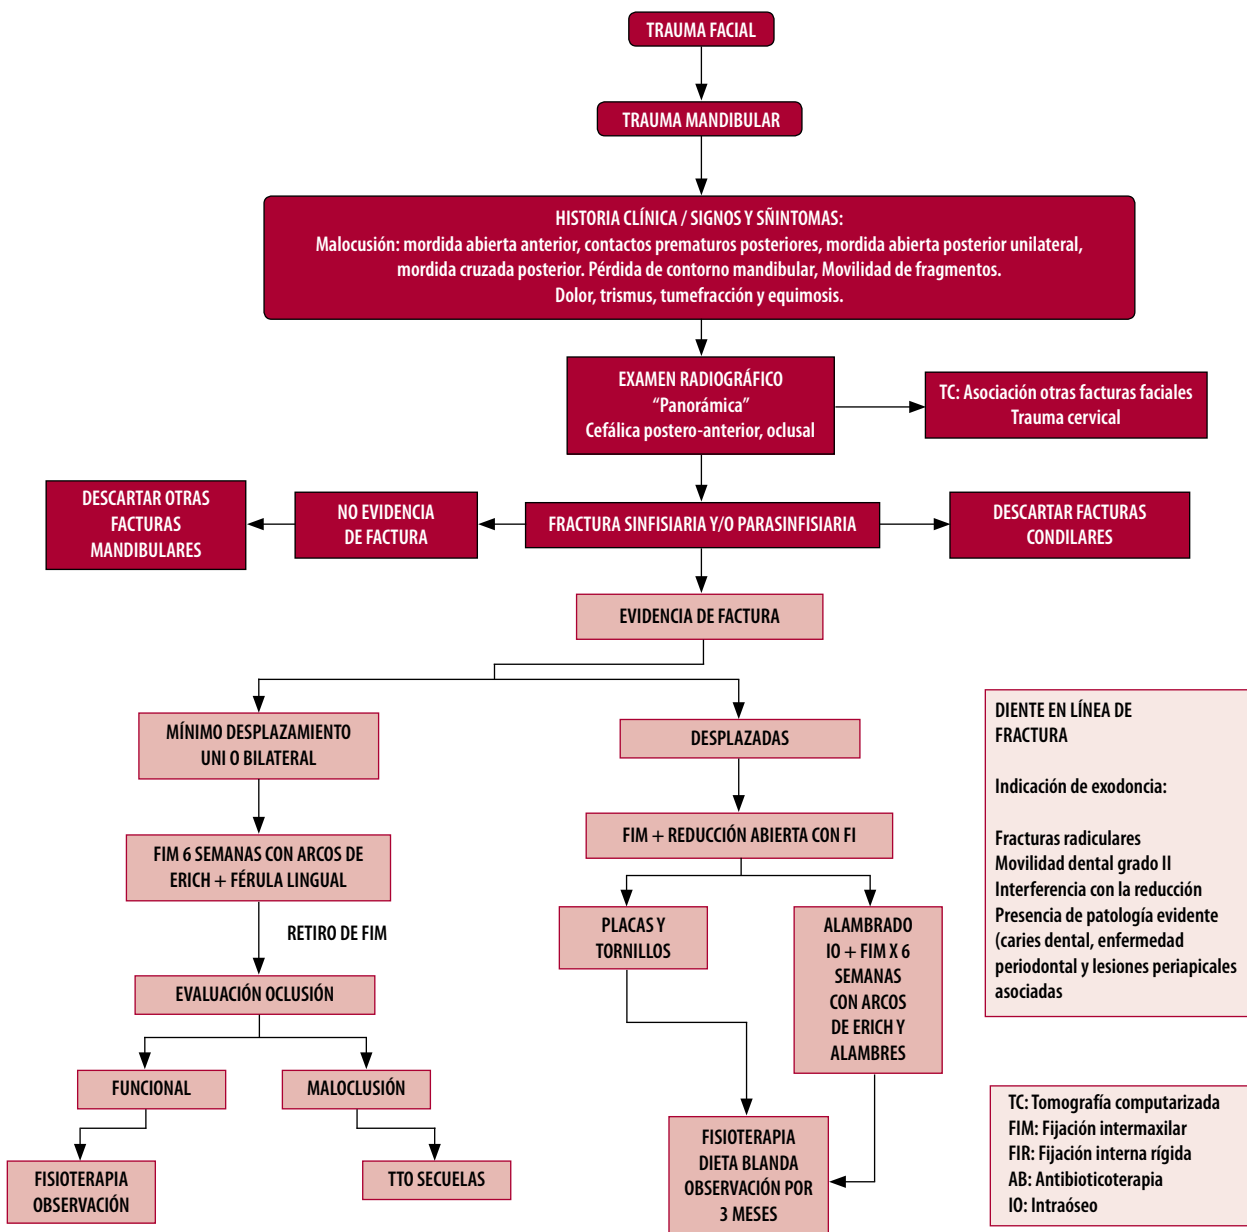 TRAUMA FACIAL
TRAUMA MANDIBULAR
HISTORIA CLÍNICA / SIGNOS Y SÑINTOMAS:
Malocusión: mordida abierta anterior, contactos prematuros posteriores, mordida abierta posterior unilateral,
mordida cruzada posterior. Pérdida de contorno mandibular, Movilidad de fragmentos.
Dolor, trismus, tumefracción y equimosis.
EXAMEN RADIOGRÁFICO
“Panorámica”
Cefálica postero-anterior, oclusal
TC: Asociación otras facturas faciales
Trauma cervical
DESCARTAR OTRAS
FACTURAS
MANDIBULARES
NO EVIDENCIA
DE FACTURA
FRACTURA SINFISIARIA Y/O PARASINFISIARIA
DESCARTAR FACTURAS
CONDILARES
EVIDENCIA DE FACTURA
MÍNIMO DESPLAZAMIENTO
UNI O BILATERAL
DESPLAZADAS
FIM 6 SEMANAS CON ARCOS DE
ERICH + FÉRULA LINGUAL
FIM + REDUCCIÓN ABIERTA CON FI
RETIRO DE FIM
PLACAS Y
TORNILLOS
ALAMBRADO
IO + FIM X 6
SEMANAS
CON ARCOS
DE ERICH Y
ALAMBRES
EVALUACIÓN OCLUSIÓN
FUNCIONAL
MALOCLUSIÓN
FISIOTERAPIA
OBSERVACIÓN
TTO SECUELAS
FISIOTERAPIA
DIETA BLANDA
OBSERVACIÓN POR
3 MESES
DIENTE EN LÍNEA DE
FRACTURA
Indicación de exodoncia:
Fracturas radiculares
Movilidad dental grado II
Interferencia con la reducción
Presencia de patología evidente
(caries dental, enfermedad
periodontal y lesiones periapicales
asociadas
TC: Tomografía computarizada
FIM: Fijación intermaxilar
FIR: Fijación interna rígida
AB: Antibioticoterapia
IO: Intraóseo